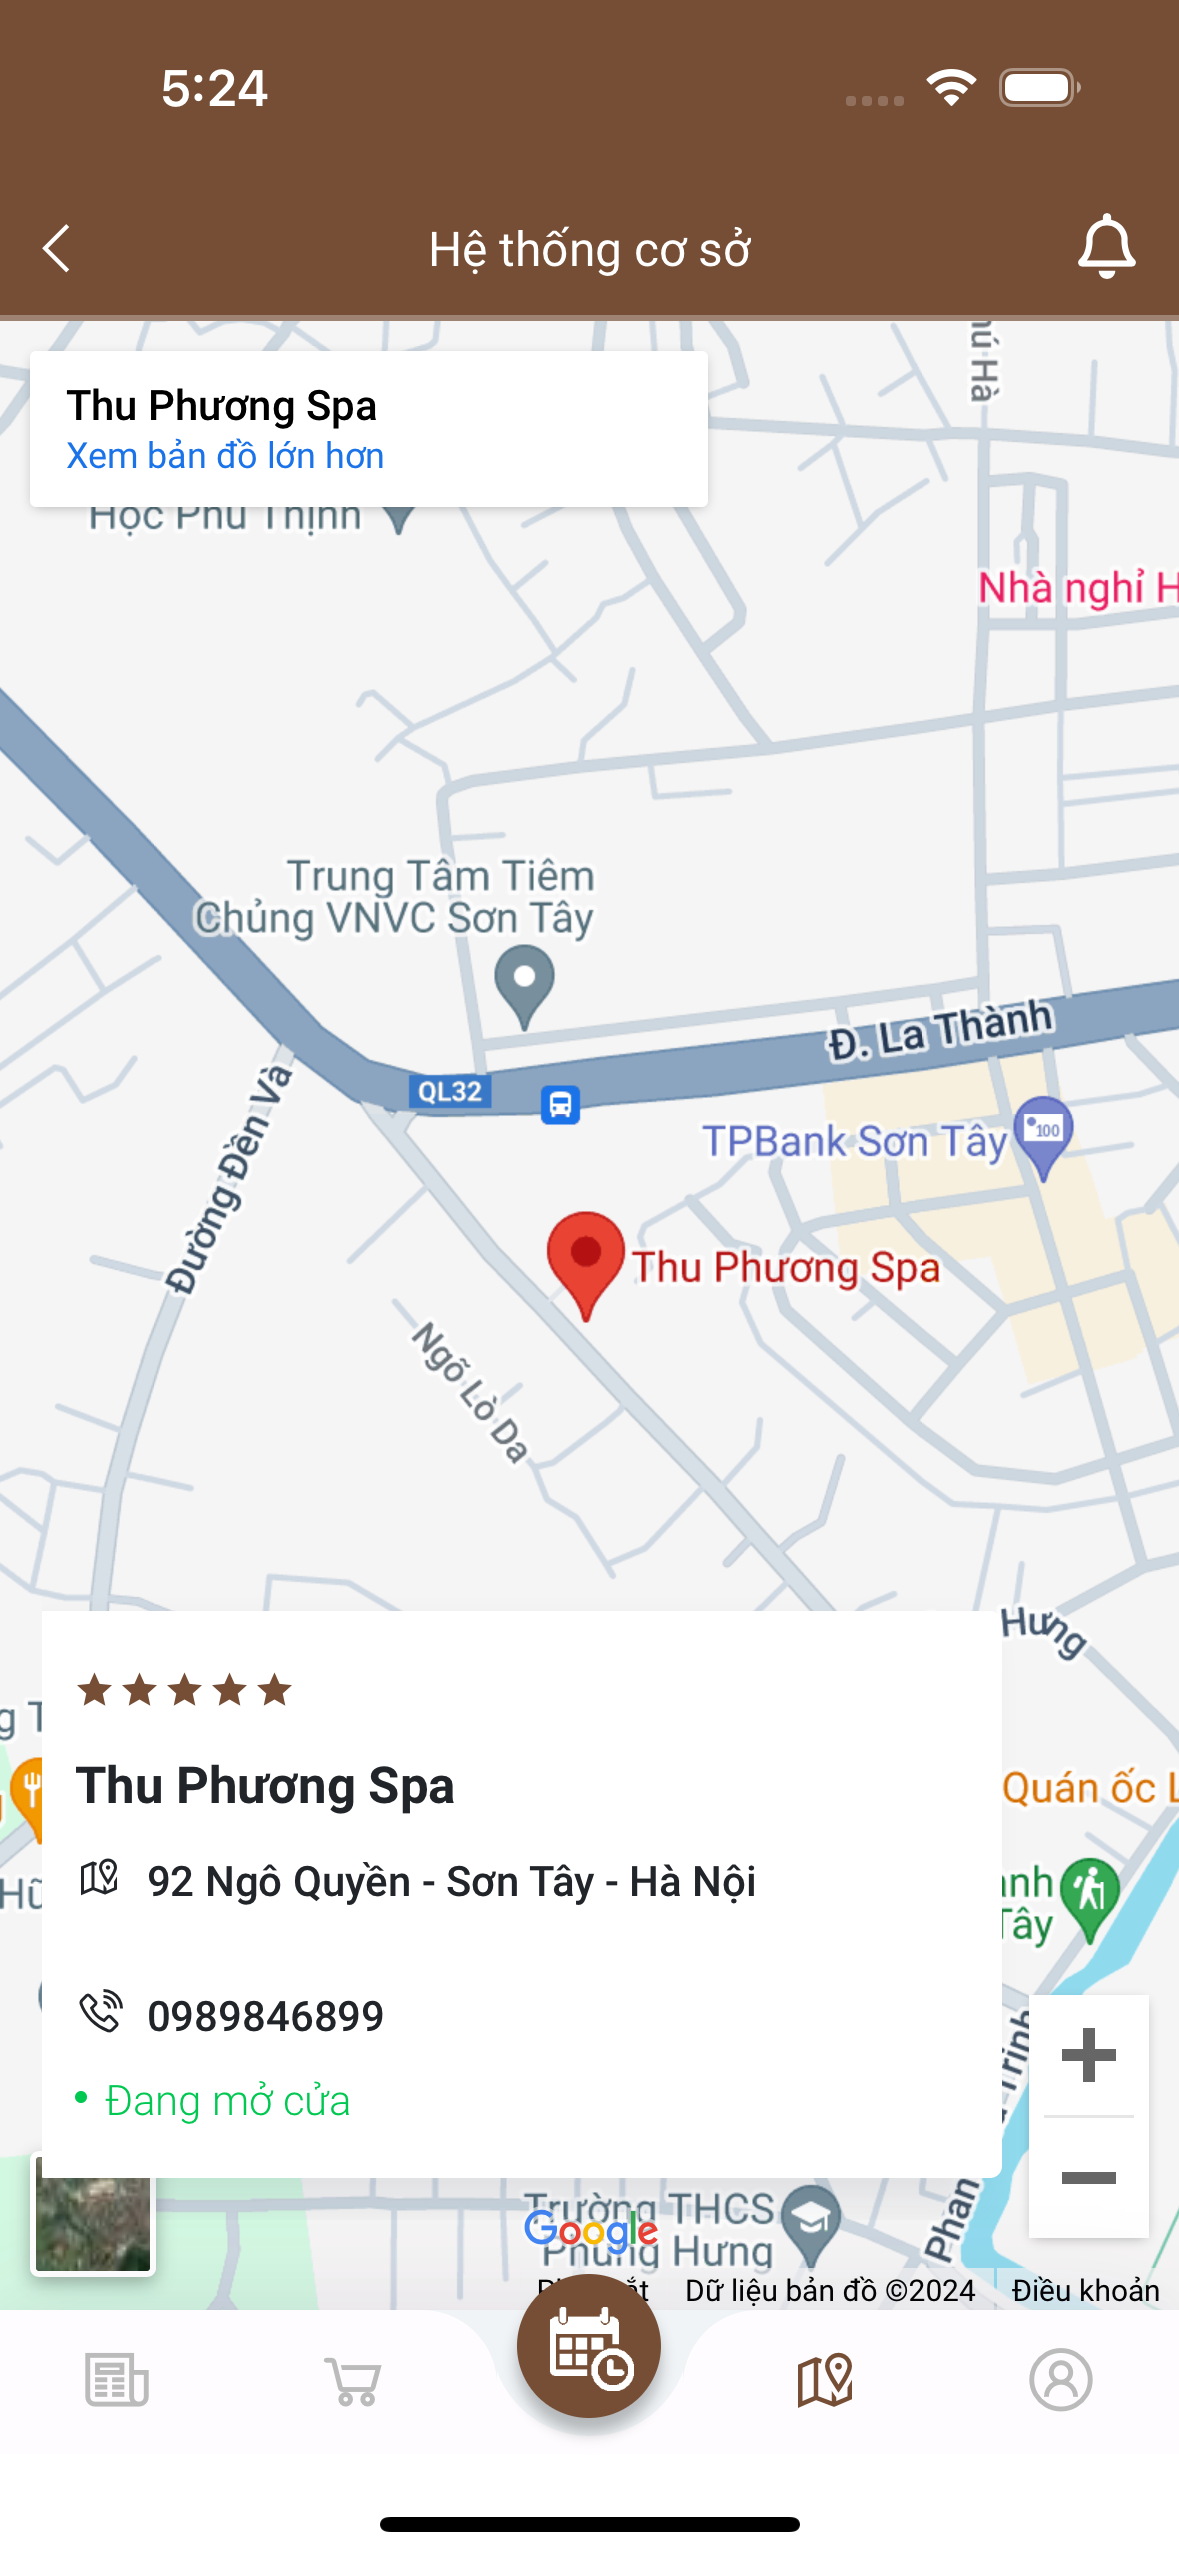 5:24
Hệ thống cơ sở
Hà
Thu Phương Spa
Xem bản đồ lớn hơn
Học Phú Thịnh
Nhà nghỉ H
Trung Tâm Tiêm
Chủng VNVC Sơn Tây
Đ. La Thành
QL32
Đường Đền Và
TPBank Sơn Tây
100
Thu Phương Spa
Ngõ Lò Da
Hưng
Thu Phương Spa
Quán ốc L
92 Ngô Quyền - Sơn Tây - Hà Nội
Tây
0989846899
Đang mở cửa
Trường THCS
Phùng Hưng
Google
Phan
Dữ liệu bản đồ ©2024
Điều khoản